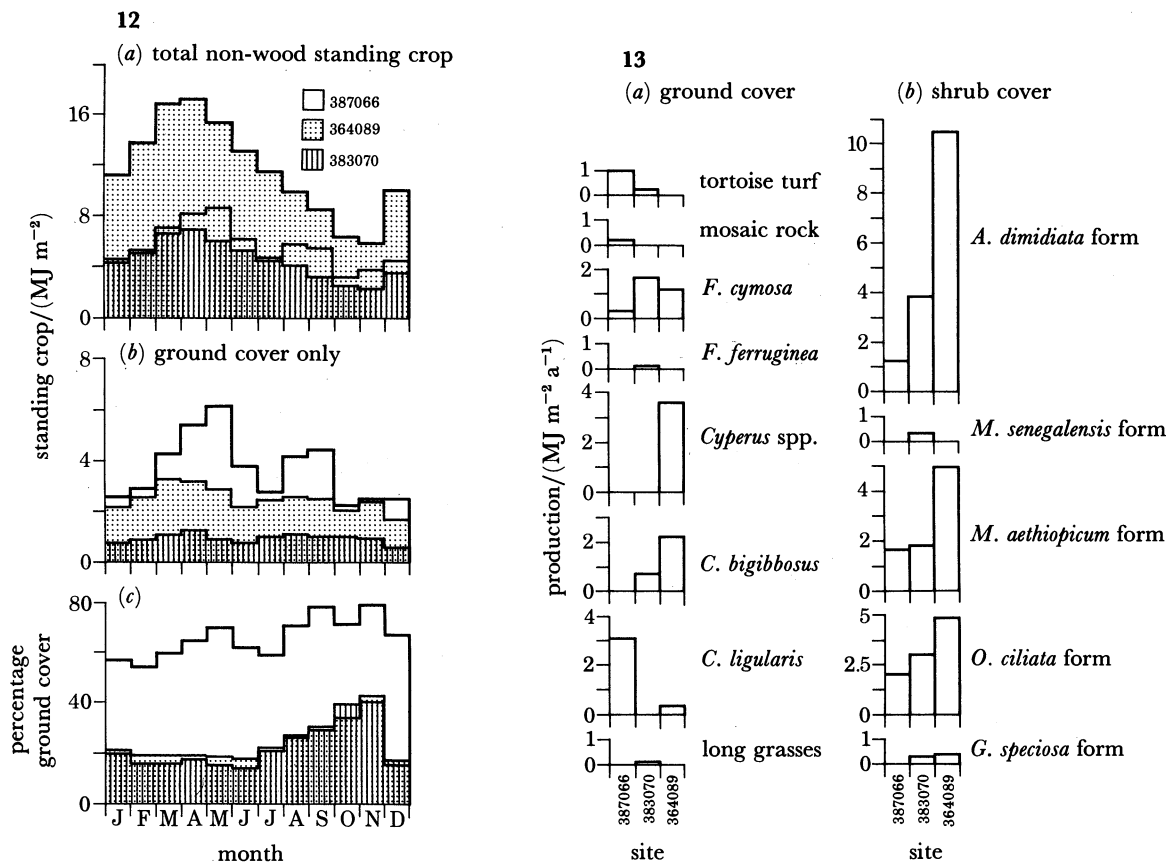 12
(a) total non-wood standing crop
16
8
0
387066
364089
383070
standing crop/(MJ m⁻²)
(b) ground cover only
8
4
0
(c)
80
40
0
percentage
ground cover
J F M A M J J A S O N D
month
13
(a) ground cover
production/(MJ m⁻² a⁻¹)
1
0
tortoise turf
1
0
mosaic rock
2
0
F. cymosa
1
0
F. ferruginea
4
2
0
Cyperus spp.
2
0
C. bigibbosus
4
2
0
C. ligularis
1
0
long grasses
387066
383070
364089
site
(b) shrub cover
10
8
6
4
2
0
A. dimidiata form
1
0
M. senegalensis form
4
2
0
M. aethiopicum form
5
2.5
0
O. ciliata form
1
0
G. speciosa form
387066
383070
364089
site